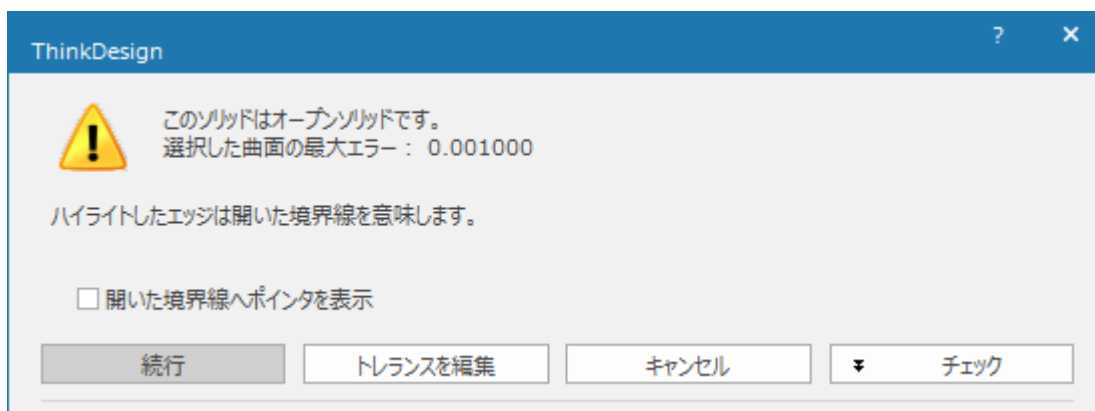 ThinkDesign
このソリッドはオープンソリッドです。
選択した曲面の最大エラー： 0.001000
ハイライトしたエッジは開いた境界線を意味します。
開いた境界線へポインタを表示
続行 トレランスを編集 キャンセル チェック